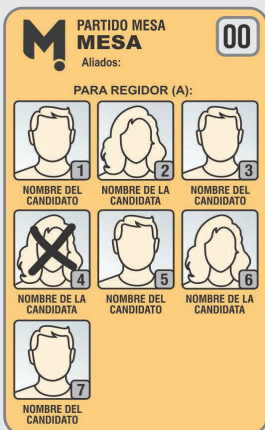 PARTIDO MESA
MESA
Aliados:
00
PARA REGIDOR (A):
1
2
3
NOMBRE DEL CANDIDATO
NOMBRE DE LA CANDIDATA
NOMBRE DEL CANDIDATO
4
5
6
NOMBRE DE LA CANDIDATA
NOMBRE DEL CANDIDATO
NOMBRE DE LA CANDIDATA
7
NOMBRE DEL CANDIDATO